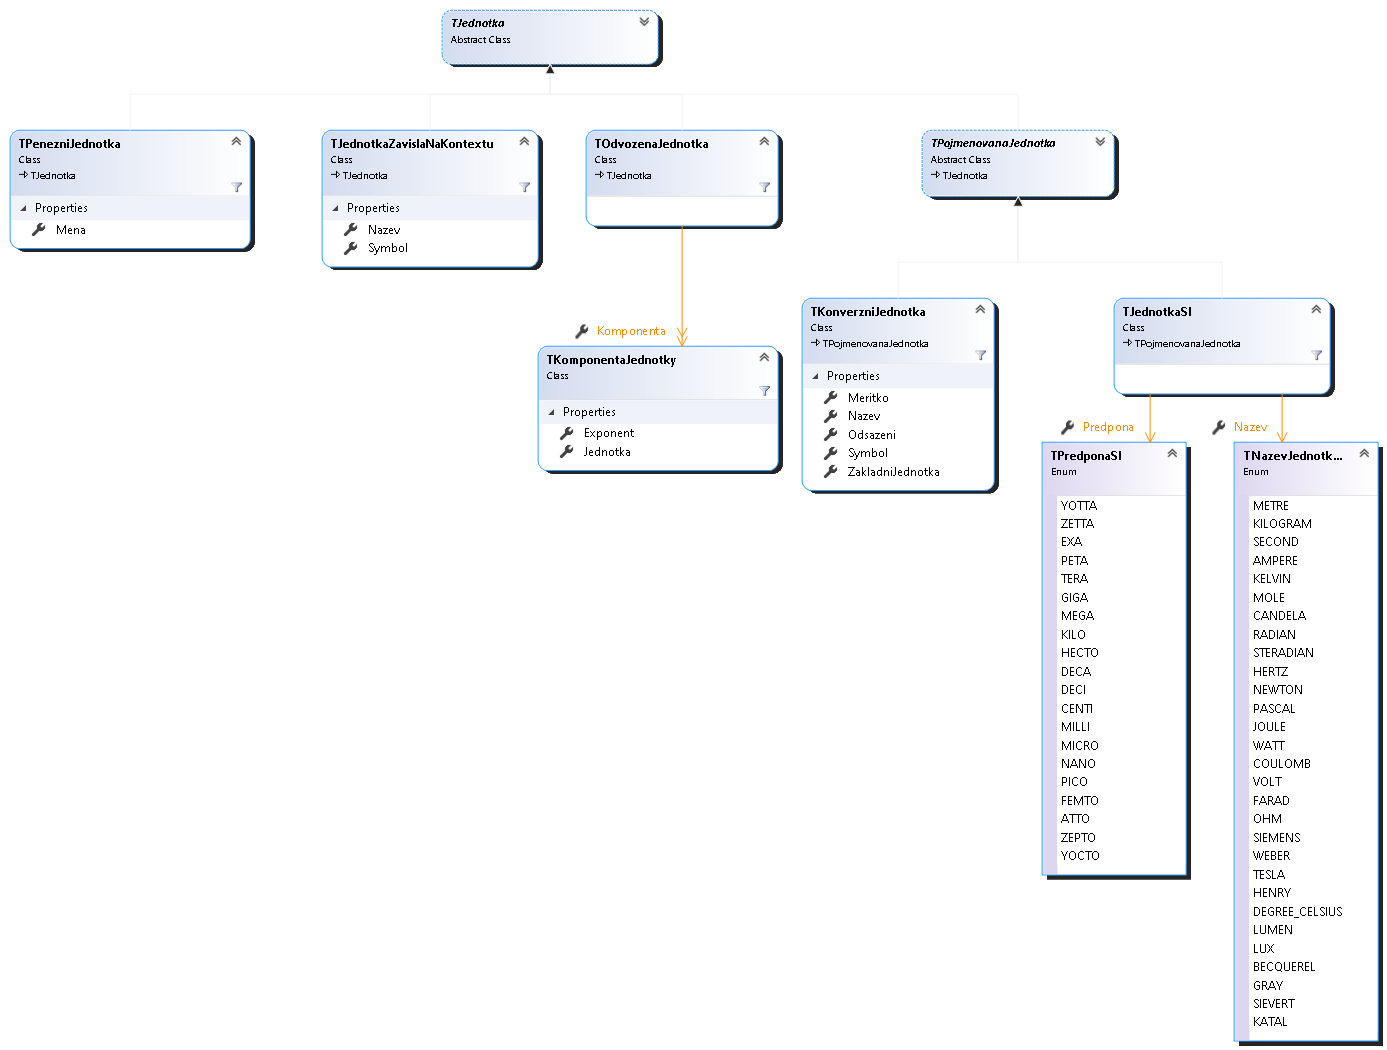 TJednotka
Abstract Class
TPenezniJednotka
Class
TJednotka
Properties
Mena
TJednotkaZavislaNaKontextu
Class
TJednotka
Properties
Nazev
Symbol
TOdvozenaJednotka
Class
TJednotka
TPojmenovanaJednotka
Abstract Class
TJednotka
Komponenta
TKomponentaJednotky
Class
Properties
Exponent
Jednotka
TKonverzniJednotka
Class
TPojmenovanaJednotka
Properties
Meritko
Nazev
Odsazeni
Symbol
ZakladniJednotka
TJednotkaSI
Class
TPojmenovanaJednotka
Predpona
Nazev
TPredponaSI
Enum
YOTTA
ZETTA
EXA
PETA
TERA
GIGA
MEGA
KILO
HECTO
DECA
DECI
CENTI
MILLI
MICRO
NANO
PICO
FEMTO
ATTO
ZEPTO
YOCTO
TNazevJednotk...
Enum
METRE
KILOGRAM
SECOND
AMPERE
KELVIN
MOLE
CANDELA
RADIAN
STERADIAN
HERTZ
NEWTON
PASCAL
JOULE
WATT
COULOMB
VOLT
FARAD
OHM
SIEMENS
WEBER
TESLA
HENRY
DEGREE_CELSIUS
LUMEN
LUX
BECQUEREL
GRAY
SIEVERT
KATAL